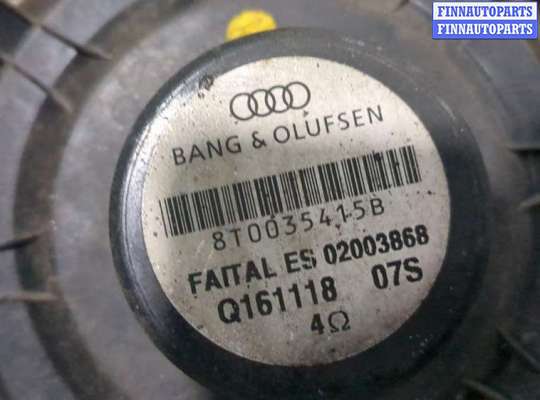 FINNAUTOPARTS
FINNAUTOPARTS
BANG & OLUFSEN
8T0035415B
FAITAL ES 02003868
Q161118 07S
4Ω